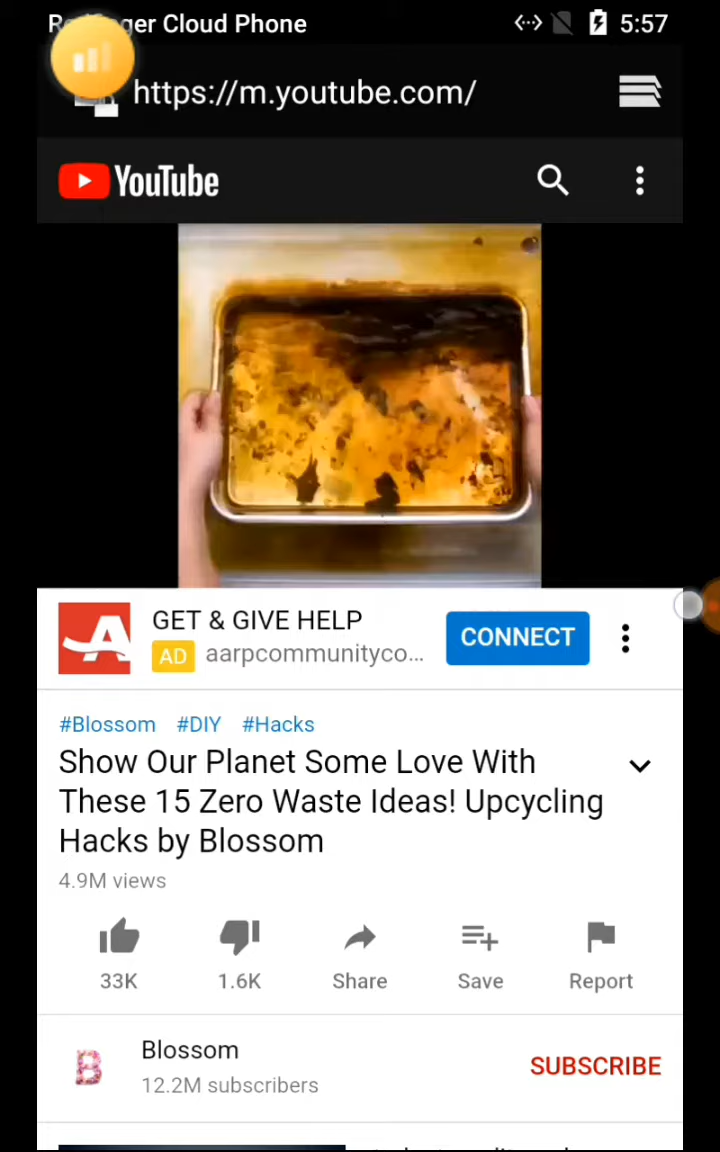 Cloud Phone
5:57
https://m.youtube.com/
YouTube
GET & GIVE HELP
CONNECT
AD aarpcommunityco...
#Blossom #DIY #Hacks
Show Our Planet Some Love With
These 15 Zero Waste Ideas! Upcycling
Hacks by Blossom
4.9M views
33K 1.6K Share Save Report
Blossom
12.2M subscribers
SUBSCRIBE